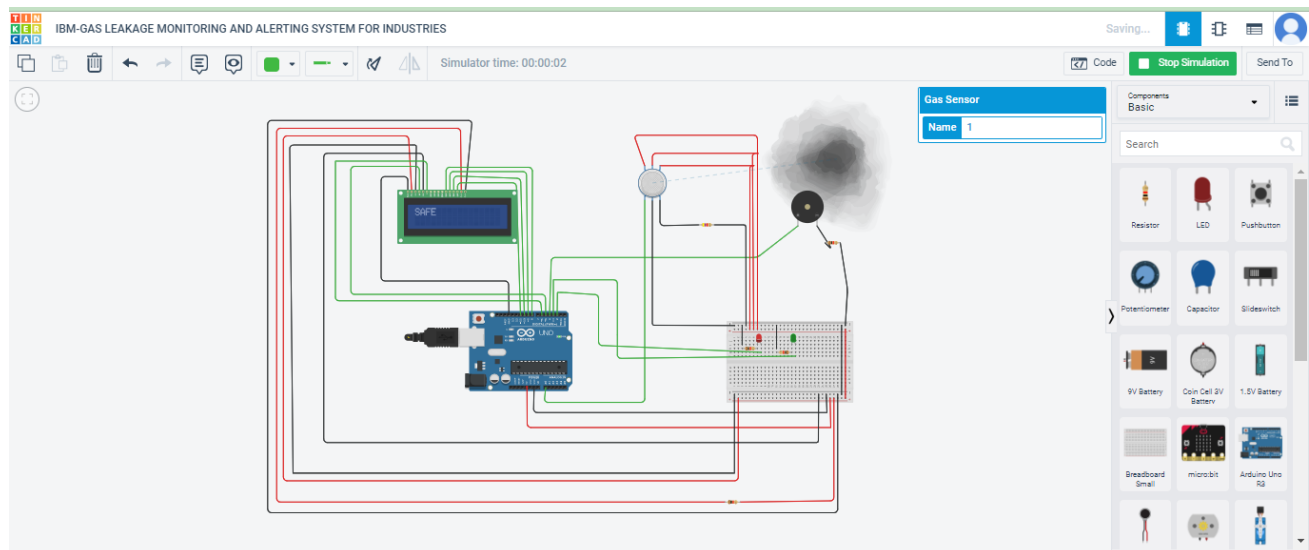 TIN
KER
CAD
IBM-GAS LEAKAGE MONITORING AND ALERTING SYSTEM FOR INDUSTRIES
Saving...
Simulator time: 00:00:02
Code
Stop Simulation
Send To
Gas Sensor
Name 1
Components
Basic
Search
SAFE
UNO
ARDUINO
Resistor
LED
Pushbutton
Potentiometer
Capacitor
Slideswitch
9V
9V Battery
Coin Cell 3V
Battery
1.5V Battery
Breadboard
Small
micro:bit
Arduino Uno
R3